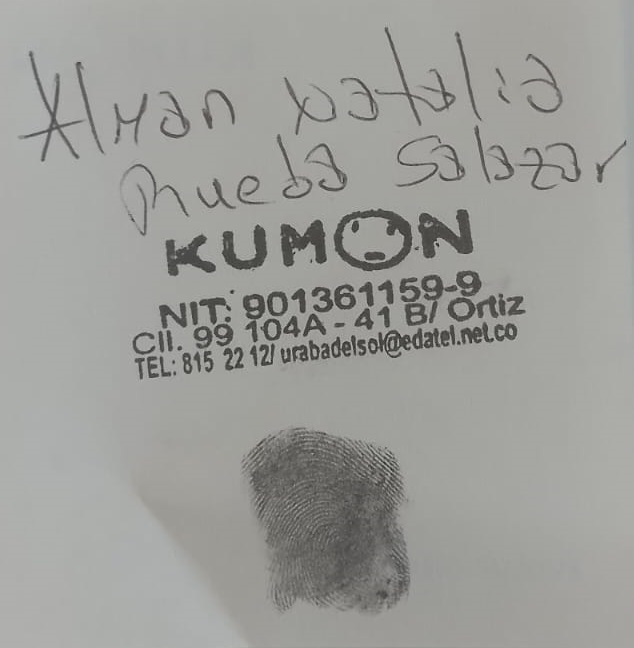 Natalia
Rueda Salazar
KUMON
NIT: 901361159-9
Cll. 99 104A - 41 B/ Ortiz
TEL: 815 22 12/ urabadelsol@edatel.net.co